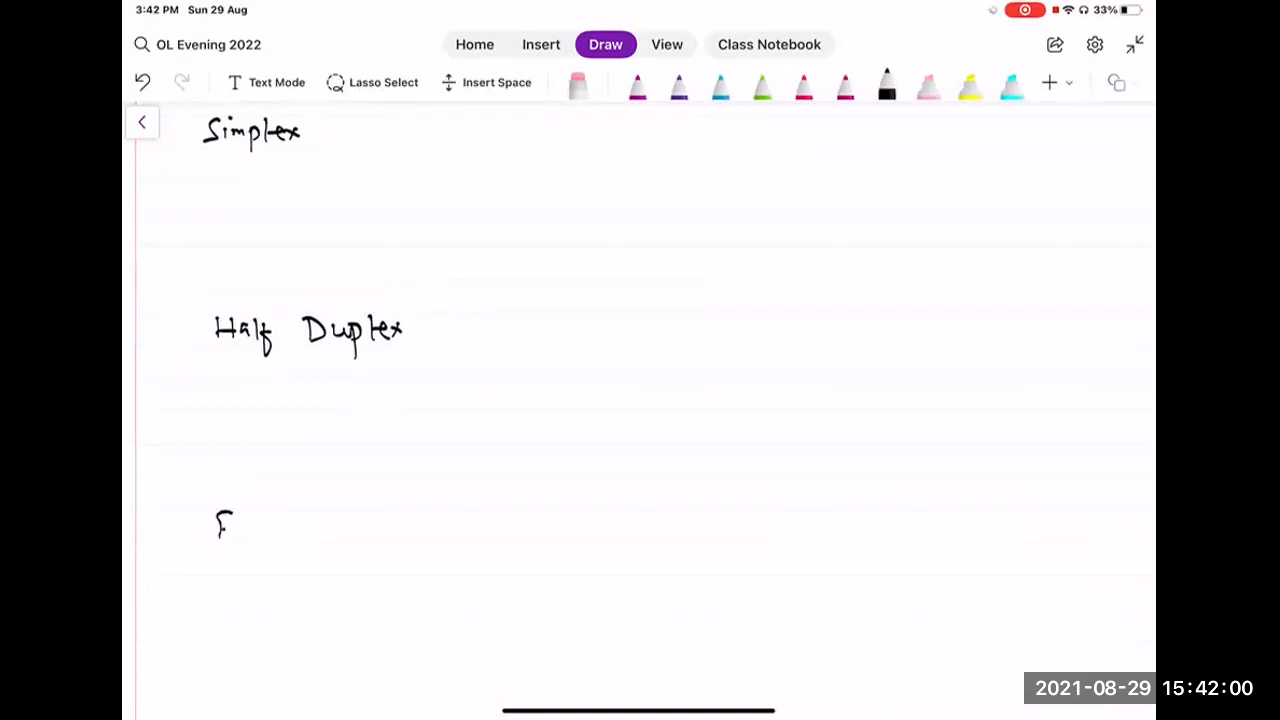 3:42 PM Sun 29 Aug 33%
OL Evening 2022 Home Insert Draw View Class Notebook
Text Mode Lasso Select Insert Space
Simplex
Half Duplex
F
2021-08-29 15:42:00